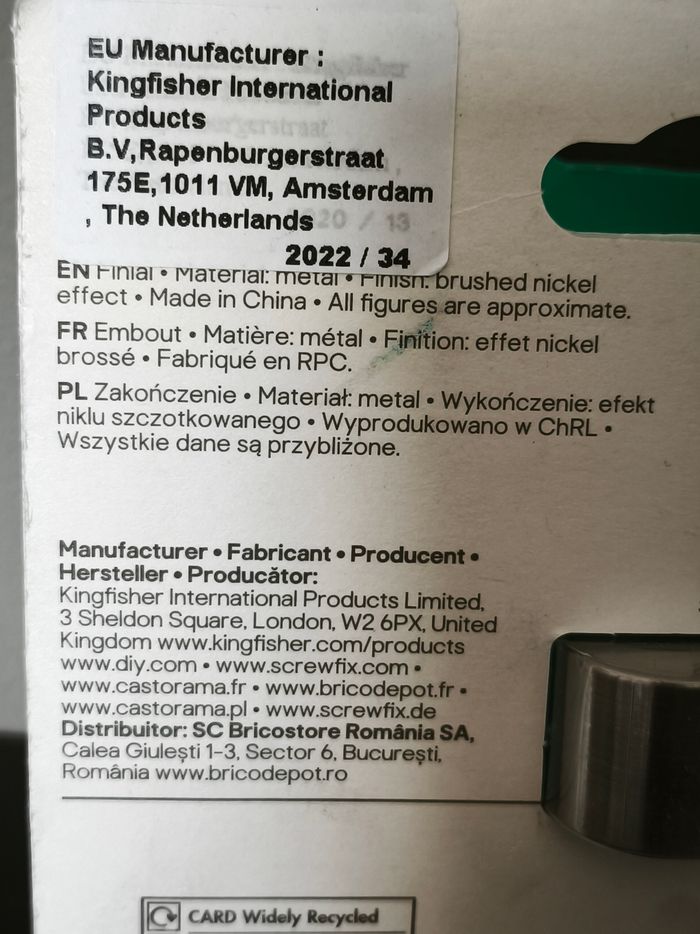 EU Manufacturer :
Kingfisher International
Products
B.V,Rapenburgerstraat
175E,1011 VM, Amsterdam
, The Netherlands
2022 / 34
EN Finial • Material: metal • Finish: brushed nickel
effect • Made in China • All figures are approximate.
FR Embout • Matière: métal • Finition: effet nickel
brossé • Fabriqué en RPC.
PL Zakończenie • Materiał: metal • Wykończenie: efekt
niklu szczotkowanego • Wyprodukowano w ChRL •
Wszystkie dane są przybliżone.
Manufacturer • Fabricant • Producent •
Hersteller • Producător:
Kingfisher International Products Limited,
3 Sheldon Square, London, W2 6PX, United
Kingdom www.kingfisher.com/products
www.diy.com • www.screwfix.com •
www.castorama.fr • www.bricodepot.fr •
www.castorama.pl • www.screwfix.de
Distribuitor: SC Bricostore România SA,
Calea Giulești 1-3, Sector 6, București,
România www.bricodepot.ro
CARD Widely Recycled